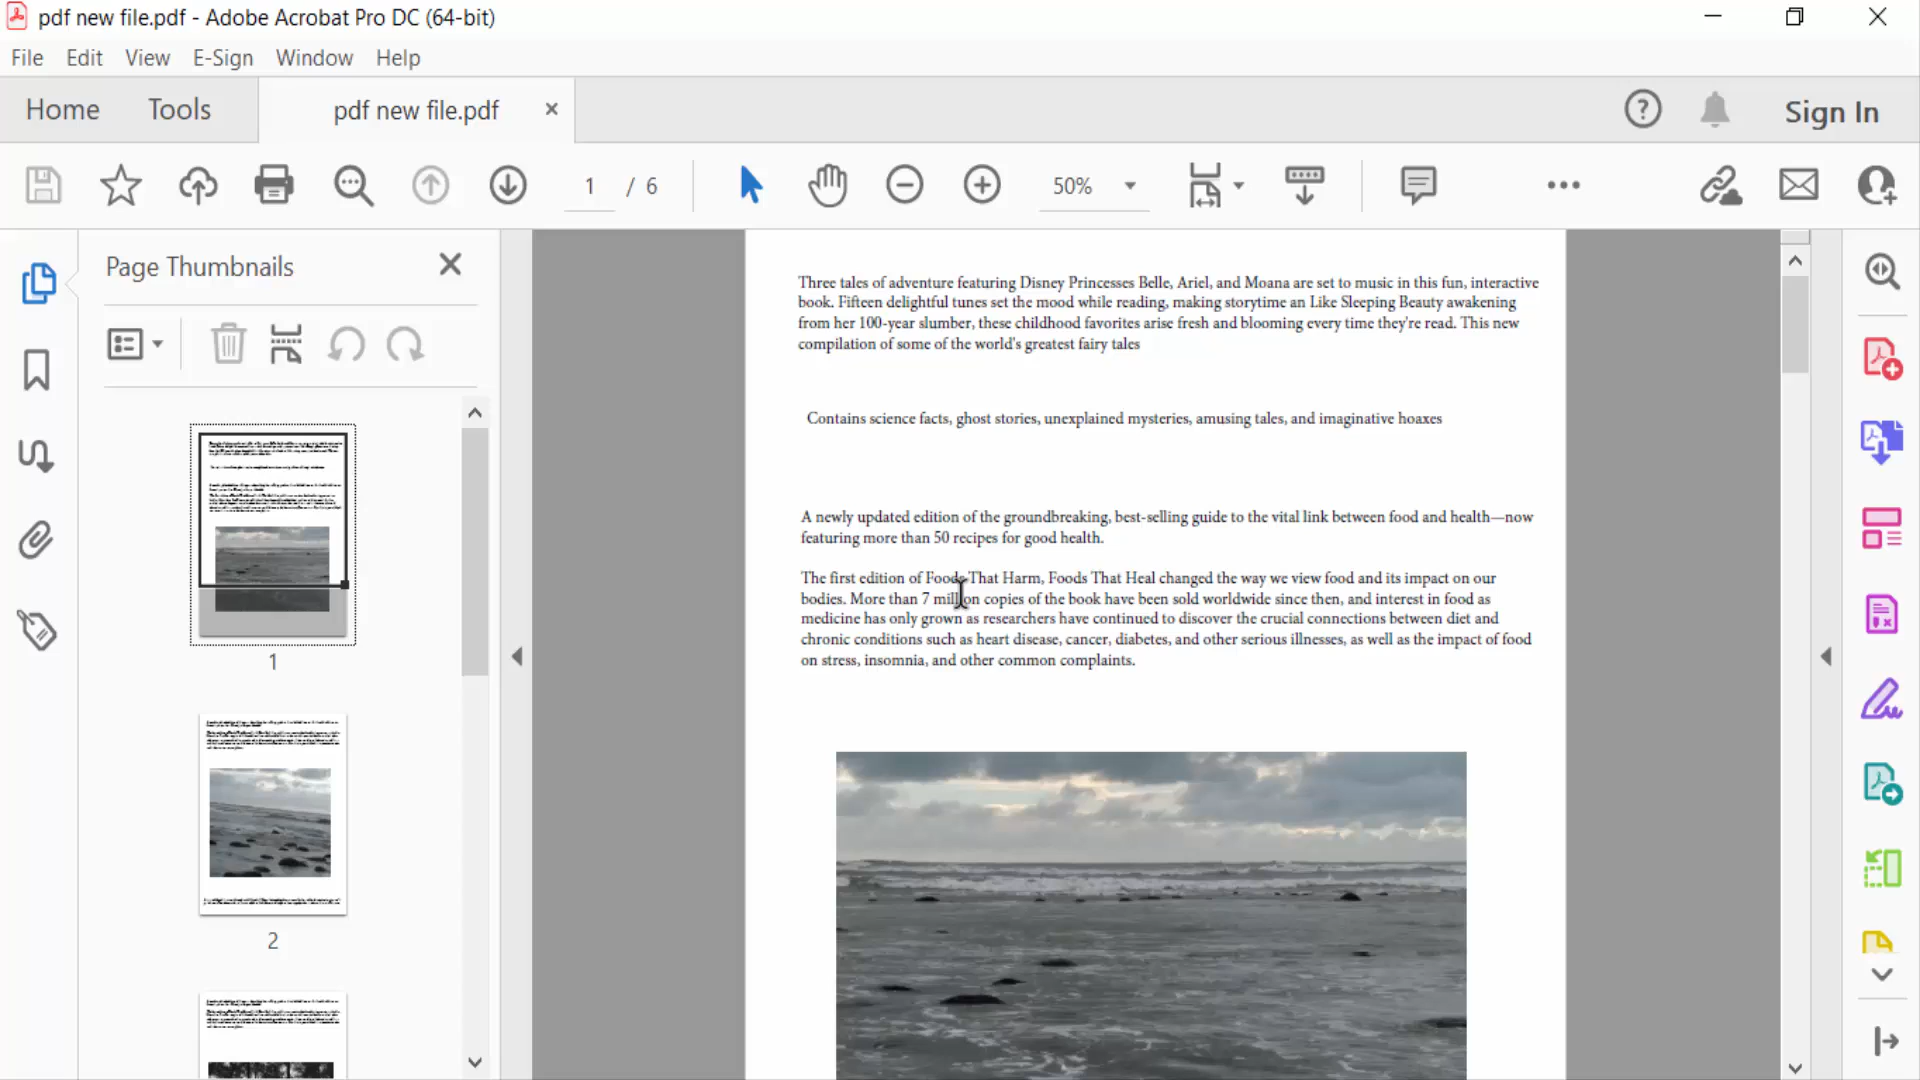 pdf new file.pdf - Adobe Acrobat Pro DC (64-bit)
File Edit View E-Sign Window Help
Home Tools pdf new file.pdf × Sign In
1 / 6 50%
Page Thumbnails
1
2
Three tales of adventure featuring Disney Princesses Belle, Ariel, and Moana are set to music in this fun, interactive
book. Fifteen delightful tunes set the mood while reading, making storytime an Like Sleeping Beauty awakening
from her 100-year slumber, these childhood favorites arise fresh and blooming every time they're read. This new
compilation of some of the world's greatest fairy tales
Contains science facts, ghost stories, unexplained mysteries, amusing tales, and imaginative hoaxes
A newly updated edition of the groundbreaking, best-selling guide to the vital link between food and health—now
featuring more than 50 recipes for good health.
The first edition of Foods That Harm, Foods That Heal changed the way we view food and its impact on our
bodies. More than 7 million copies of the book have been sold worldwide since then, and interest in food as
medicine has only grown as researchers have continued to discover the crucial connections between diet and
chronic conditions such as heart disease, cancer, diabetes, and other serious illnesses, as well as the impact of food
on stress, insomnia, and other common complaints.